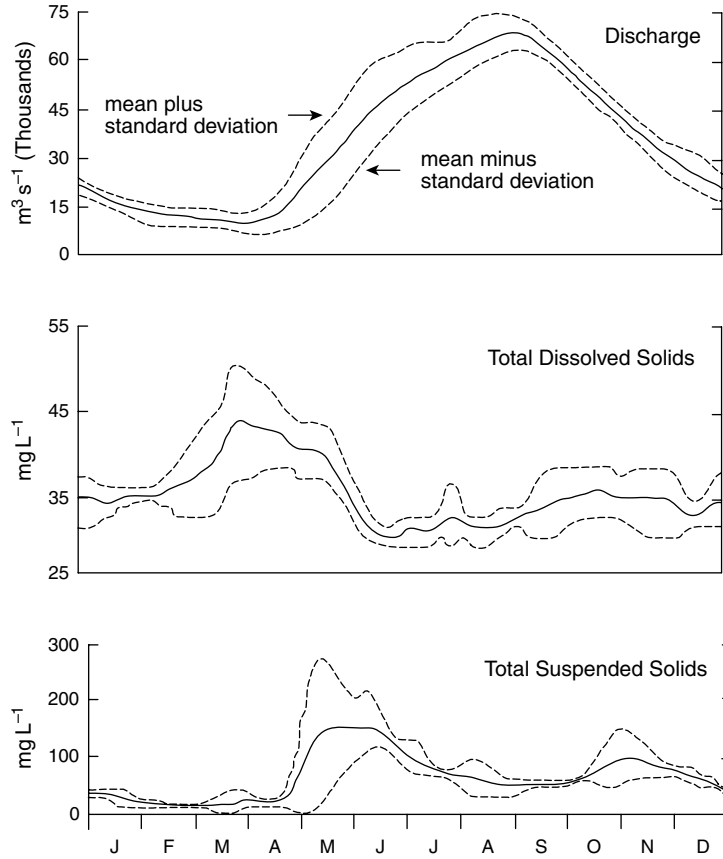 75
60
45
30
15
0
m³ s⁻¹ (Thousands)
Discharge
mean plus
standard deviation
mean minus
standard deviation
55
45
35
25
mg L⁻¹
Total Dissolved Solids
300
200
100
0
mg L⁻¹
Total Suspended Solids
J F M A M J J A S O N D